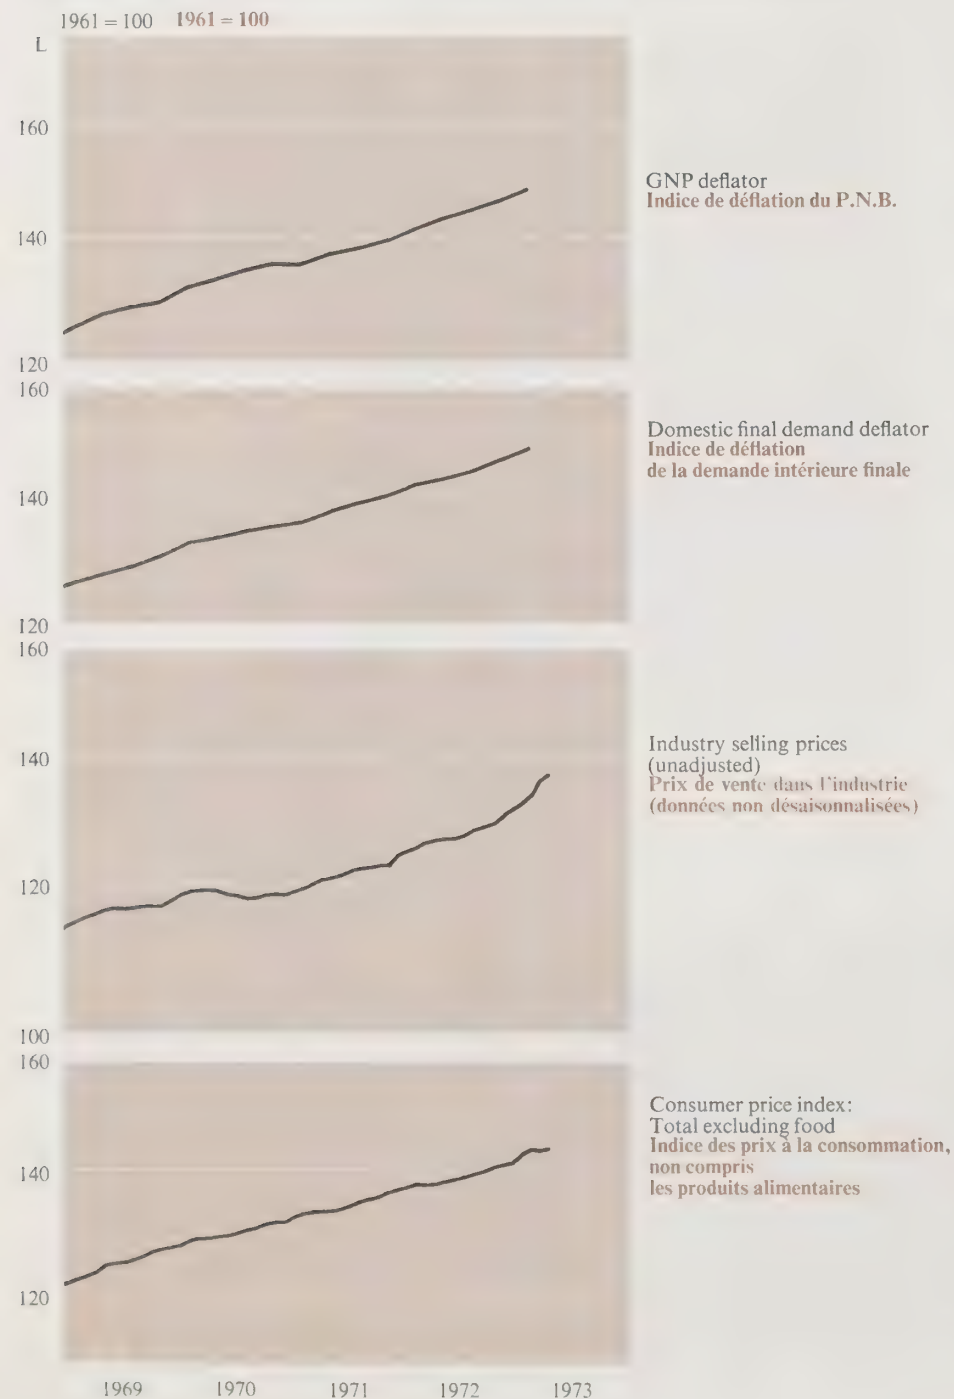 1961 = 100 1961 = 100
L
160
140
120
GNP deflator
Indice de déflation du P.N.B.
160
140
120
Domestic final demand deflator
Indice de déflation
de la demande intérieure finale
160
140
120
100
Industry selling prices
(unadjusted)
Prix de vente dans l'industrie
(données non désaisonnalisées)
160
140
120
Consumer price index:
Total excluding food
Indice des prix à la consommation,
non compris
les produits alimentaires
1969 1970 1971 1972 1973